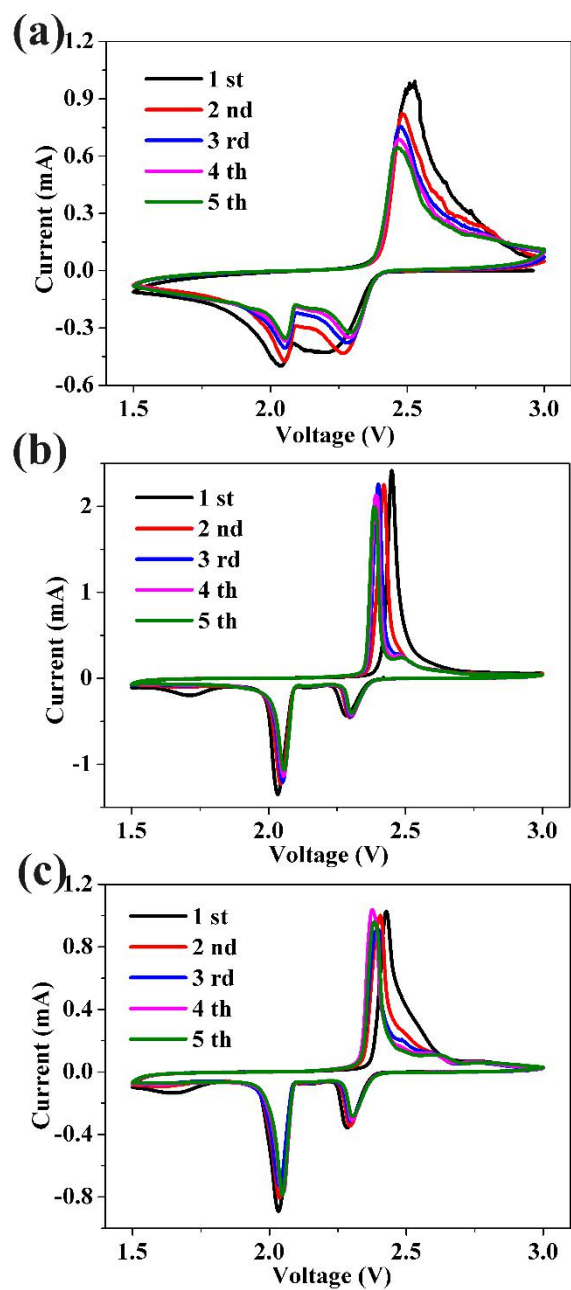 (a)
1.2
0.9
0.6
0.3
0.0
-0.3
-0.6
Current (mA)
1 st
2 nd
3 rd
4 th
5 th
1.5 2.0 2.5 3.0
Voltage (V)
(b)
2
1
0
-1
Current (mA)
1 st
2 nd
3 rd
4 th
5 th
1.5 2.0 2.5 3.0
Voltage (V)
(c)
1.2
0.8
0.4
0.0
-0.4
-0.8
Current (mA)
1 st
2 nd
3 rd
4 th
5 th
1.5 2.0 2.5 3.0
Voltage (V)